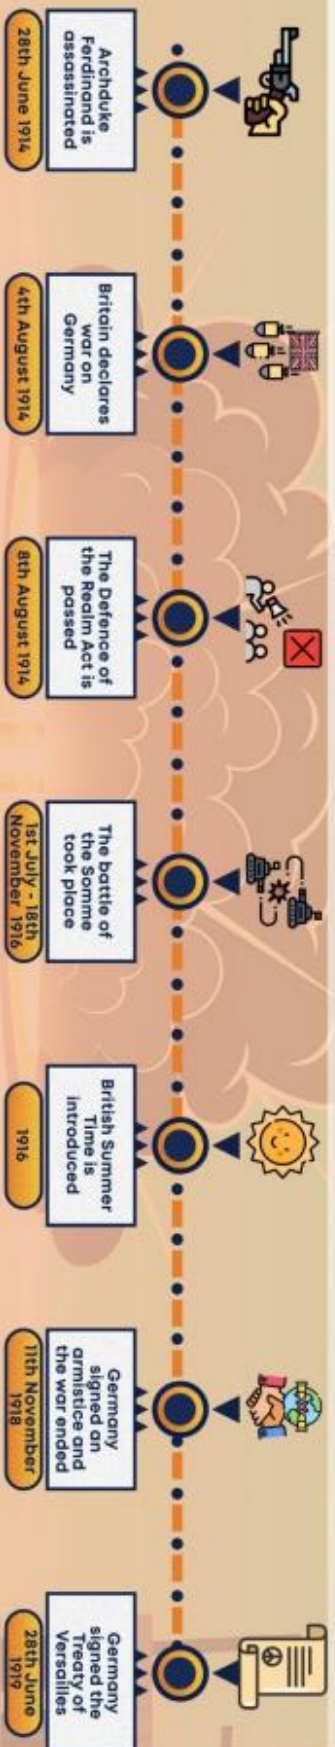 Archduke
Ferdinand is
assassinated
28th June 1914
Britain declares
war on
Germany
4th August 1914
The Defence of
the Realm Act is
passed
8th August 1914
The battle of
the Somme
took place
1st July - 18th
November 1916
British Summer
Time is
introduced
1916
Germany
signed an
armistice and
the war ended
11th November
1918
Germany
signed the
Treaty of
Versailles
28th June
1919